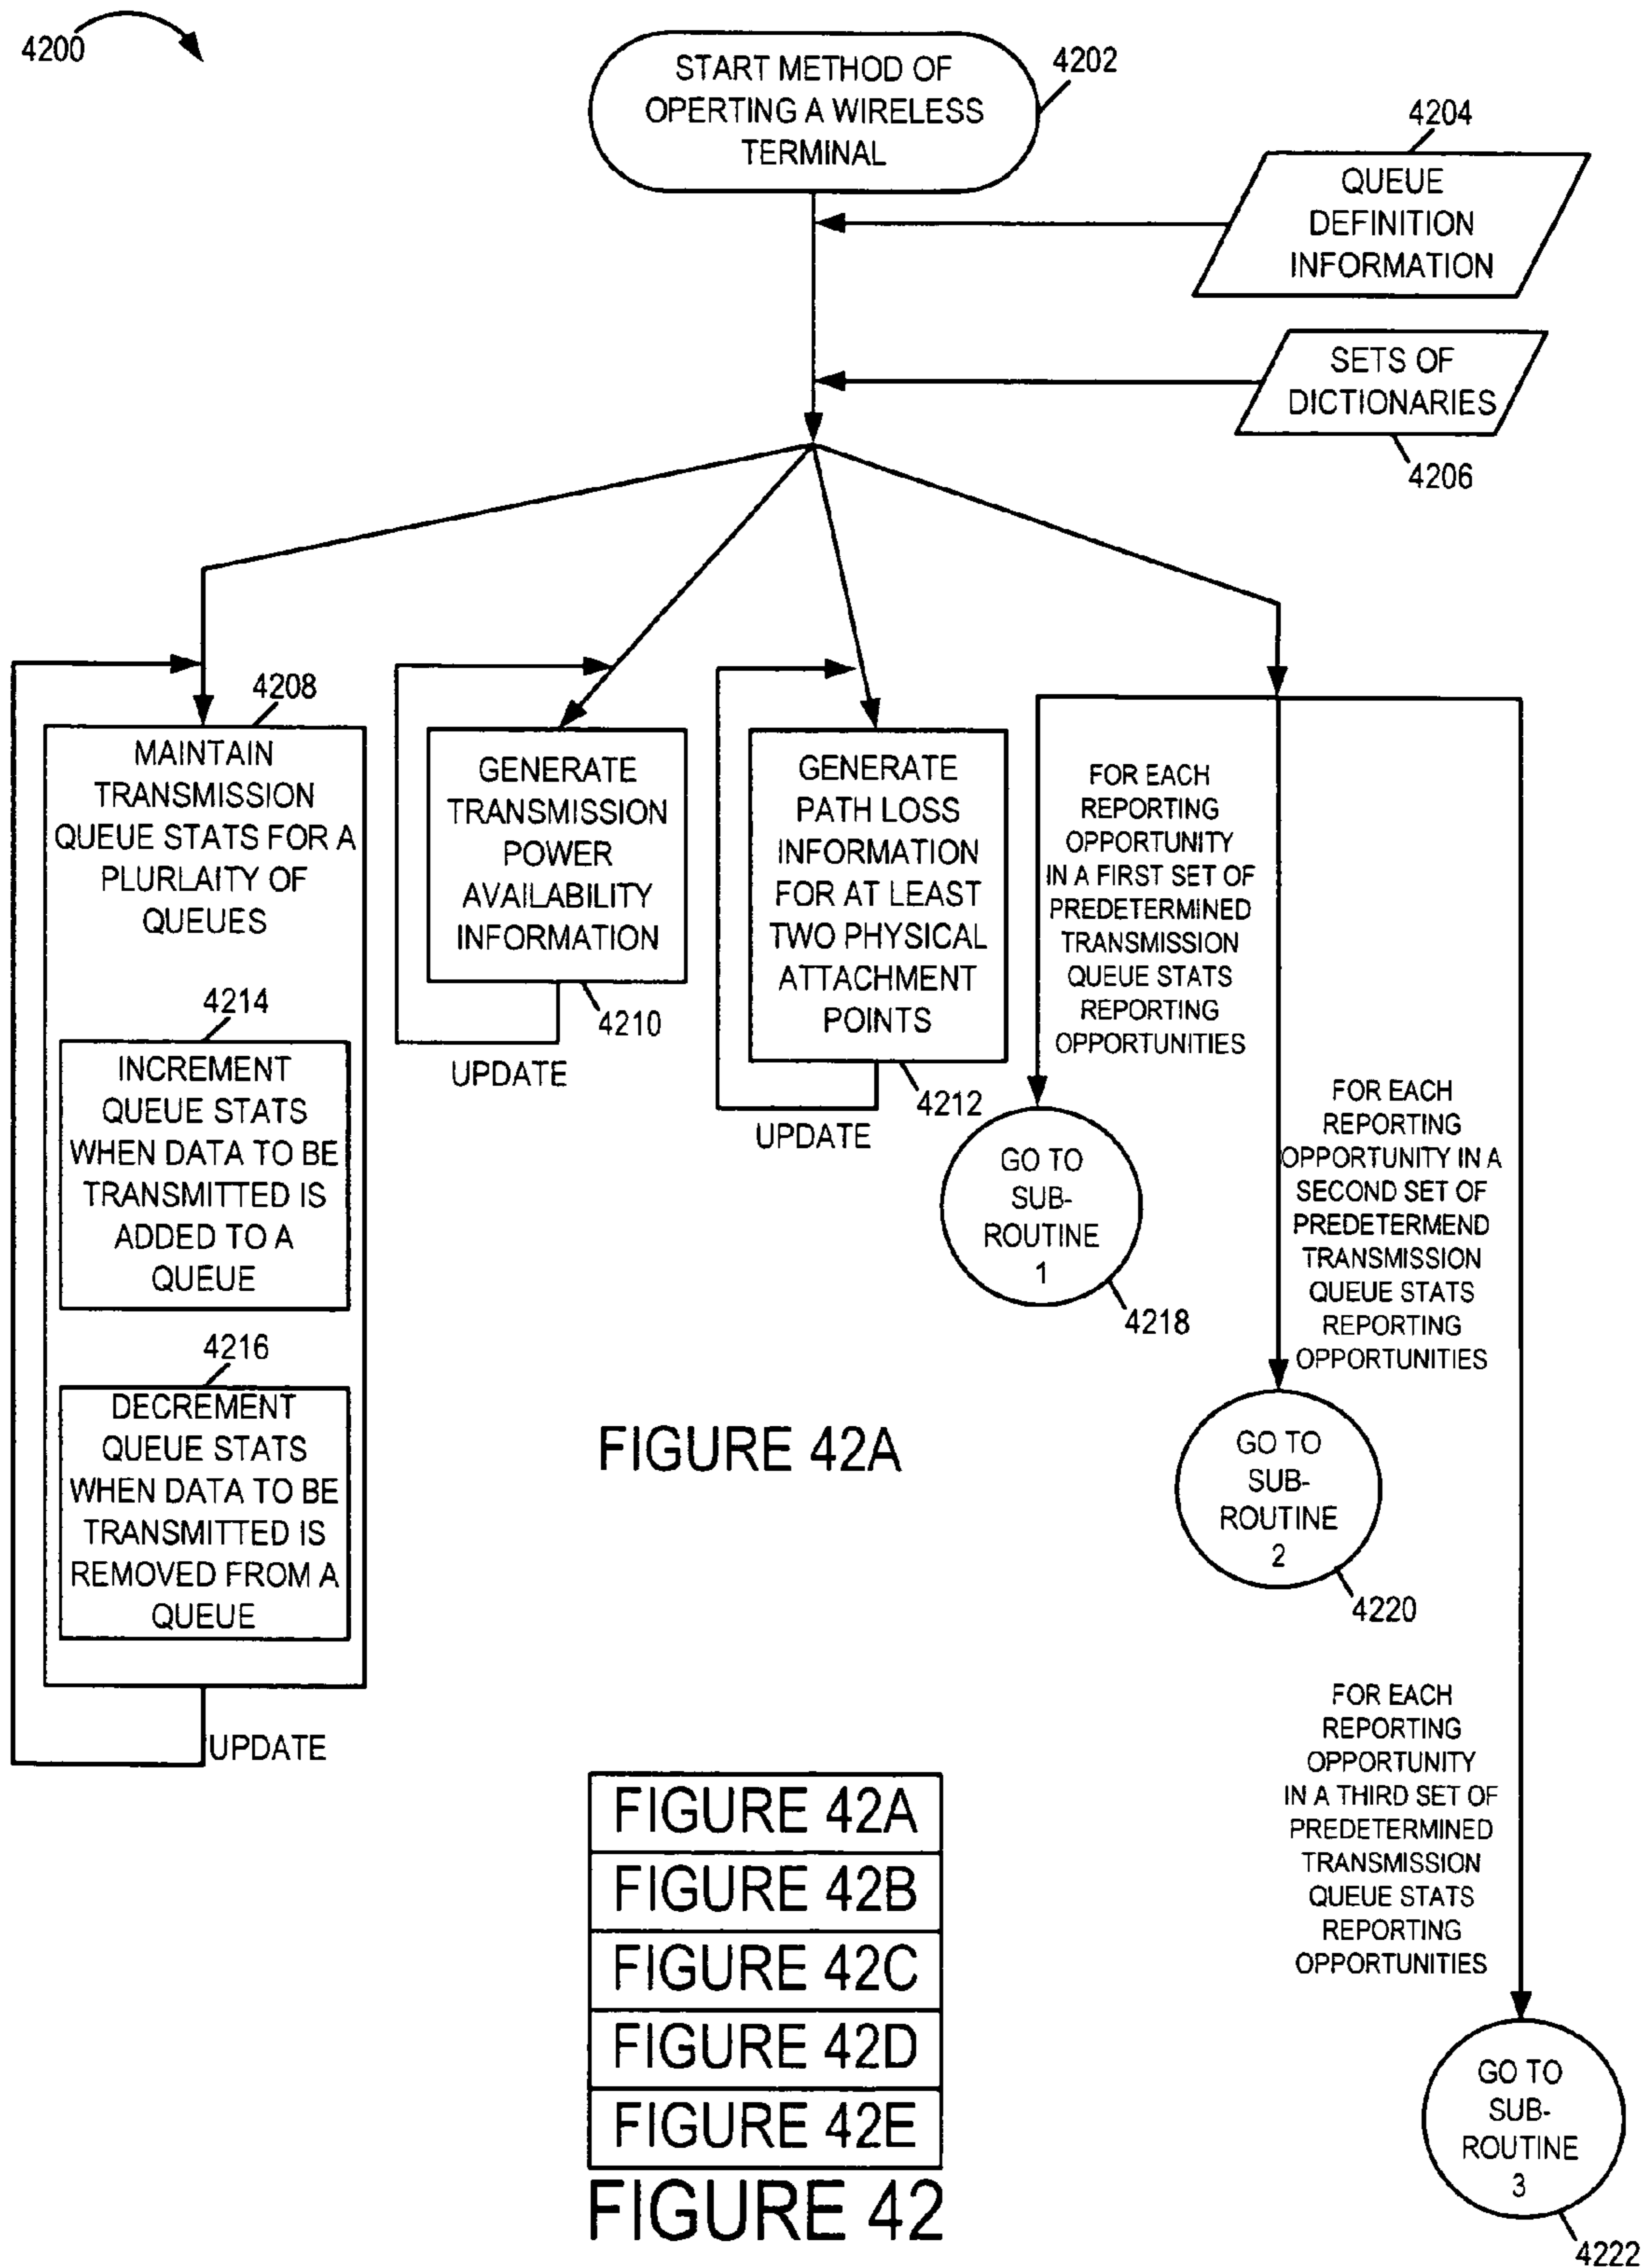 4200
START METHOD OF
OPERTING A WIRELESS
TERMINAL
4202
4204
QUEUE
DEFINITION
INFORMATION
SETS OF
DICTIONARIES
4206
4208
MAINTAIN
TRANSMISSION
QUEUE STATS FOR A
PLURLAITY OF
QUEUES
4214
INCREMENT
QUEUE STATS
WHEN DATA TO BE
TRANSMITTED IS
ADDED TO A
QUEUE
4216
DECREMENT
QUEUE STATS
WHEN DATA TO BE
TRANSMITTED IS
REMOVED FROM A
QUEUE
UPDATE
GENERATE
TRANSMISSION
POWER
AVAILABILITY
INFORMATION
4210
UPDATE
GENERATE
PATH LOSS
INFORMATION
FOR AT LEAST
TWO PHYSICAL
ATTACHMENT
POINTS
4212
UPDATE
FOR EACH
REPORTING
OPPORTUNITY
IN A FIRST SET OF
PREDETERMINED
TRANSMISSION
QUEUE STATS
REPORTING
OPPORTUNITIES
GO TO
SUB-
ROUTINE
1
4218
FOR EACH
REPORTING
OPPORTUNITY IN A
SECOND SET OF
PREDETERMEND
TRANSMISSION
QUEUE STATS
REPORTING
OPPORTUNITIES
GO TO
SUB-
ROUTINE
2
4220
FOR EACH
REPORTING
OPPORTUNITY
IN A THIRD SET OF
PREDETERMINED
TRANSMISSION
QUEUE STATS
REPORTING
OPPORTUNITIES
GO TO
SUB-
ROUTINE
3
4222
FIGURE 42A
FIGURE 42A
FIGURE 42B
FIGURE 42C
FIGURE 42D
FIGURE 42E
FIGURE 42